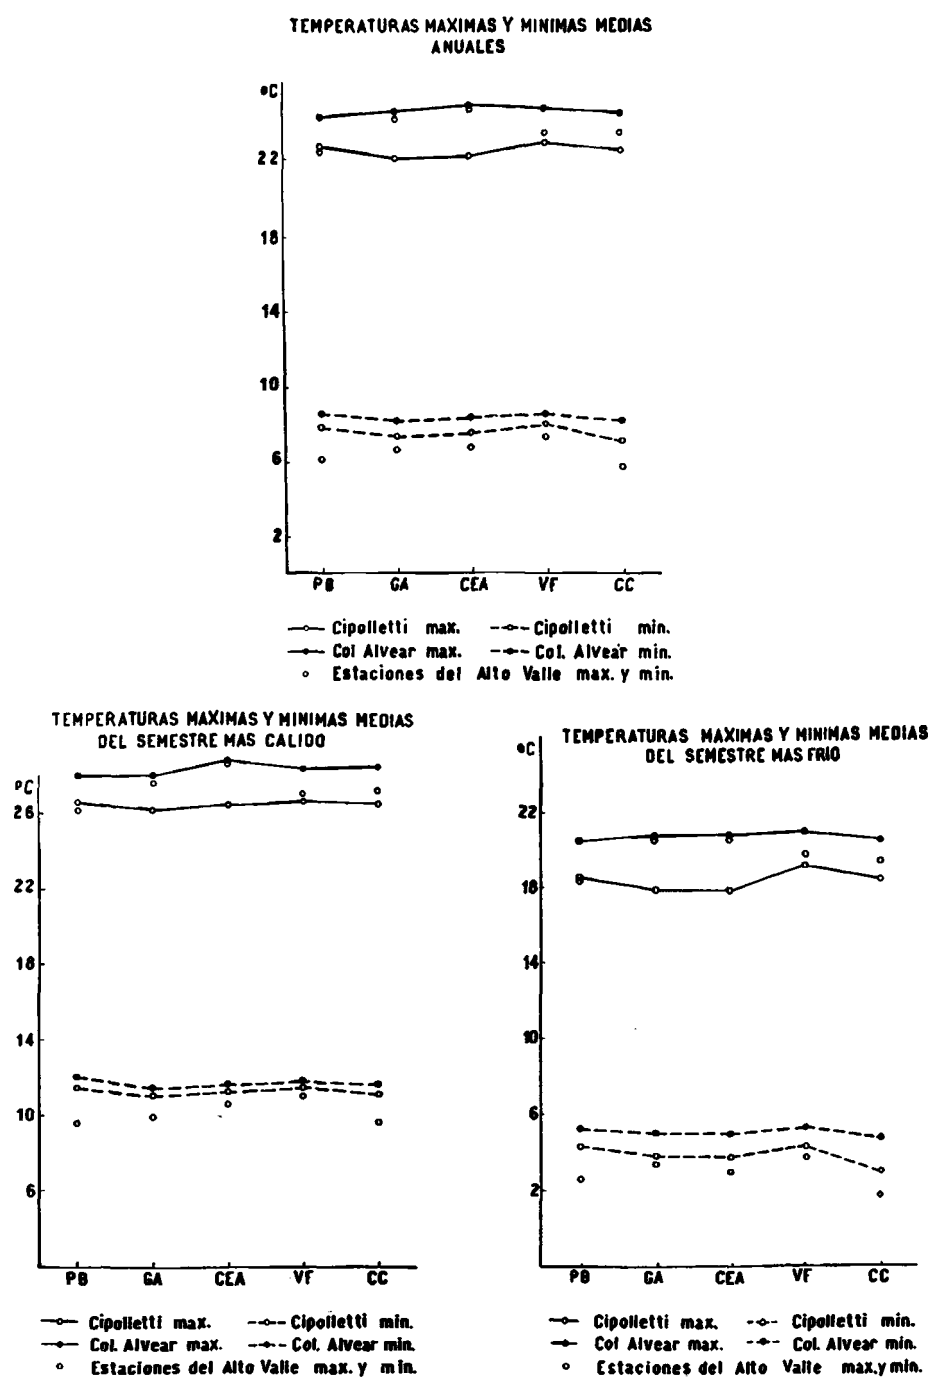 TEMPERATURAS MAXIMAS Y MINIMAS MEDIAS
ANUALES
ºC
22
18
14
10
6
2
PB GA CEA VF CC
Cipolletti max. Cipolletti min.
Col Alvear max. Col. Alvear min.
Estaciones del Alto Valle max. y min.
TEMPERATURAS MAXIMAS Y MINIMAS MEDIAS
DEL SEMESTRE MAS CALIDO
ºC
26
22
18
14
10
6
PB GA CEA VF CC
Cipolletti max. Cipolletti min.
Col. Alvear max. Col. Alvear min.
Estaciones del Alto Valle max. y min.
TEMPERATURAS MAXIMAS Y MINIMAS MEDIAS
DEL SEMESTRE MAS FRIO
ºC
22
18
14
10
6
2
PB GA CEA VF CC
Cipolletti max. Cipolletti min.
Col Alvear max. Col. Alvear min.
Estaciones del Alto Valle max.y min.